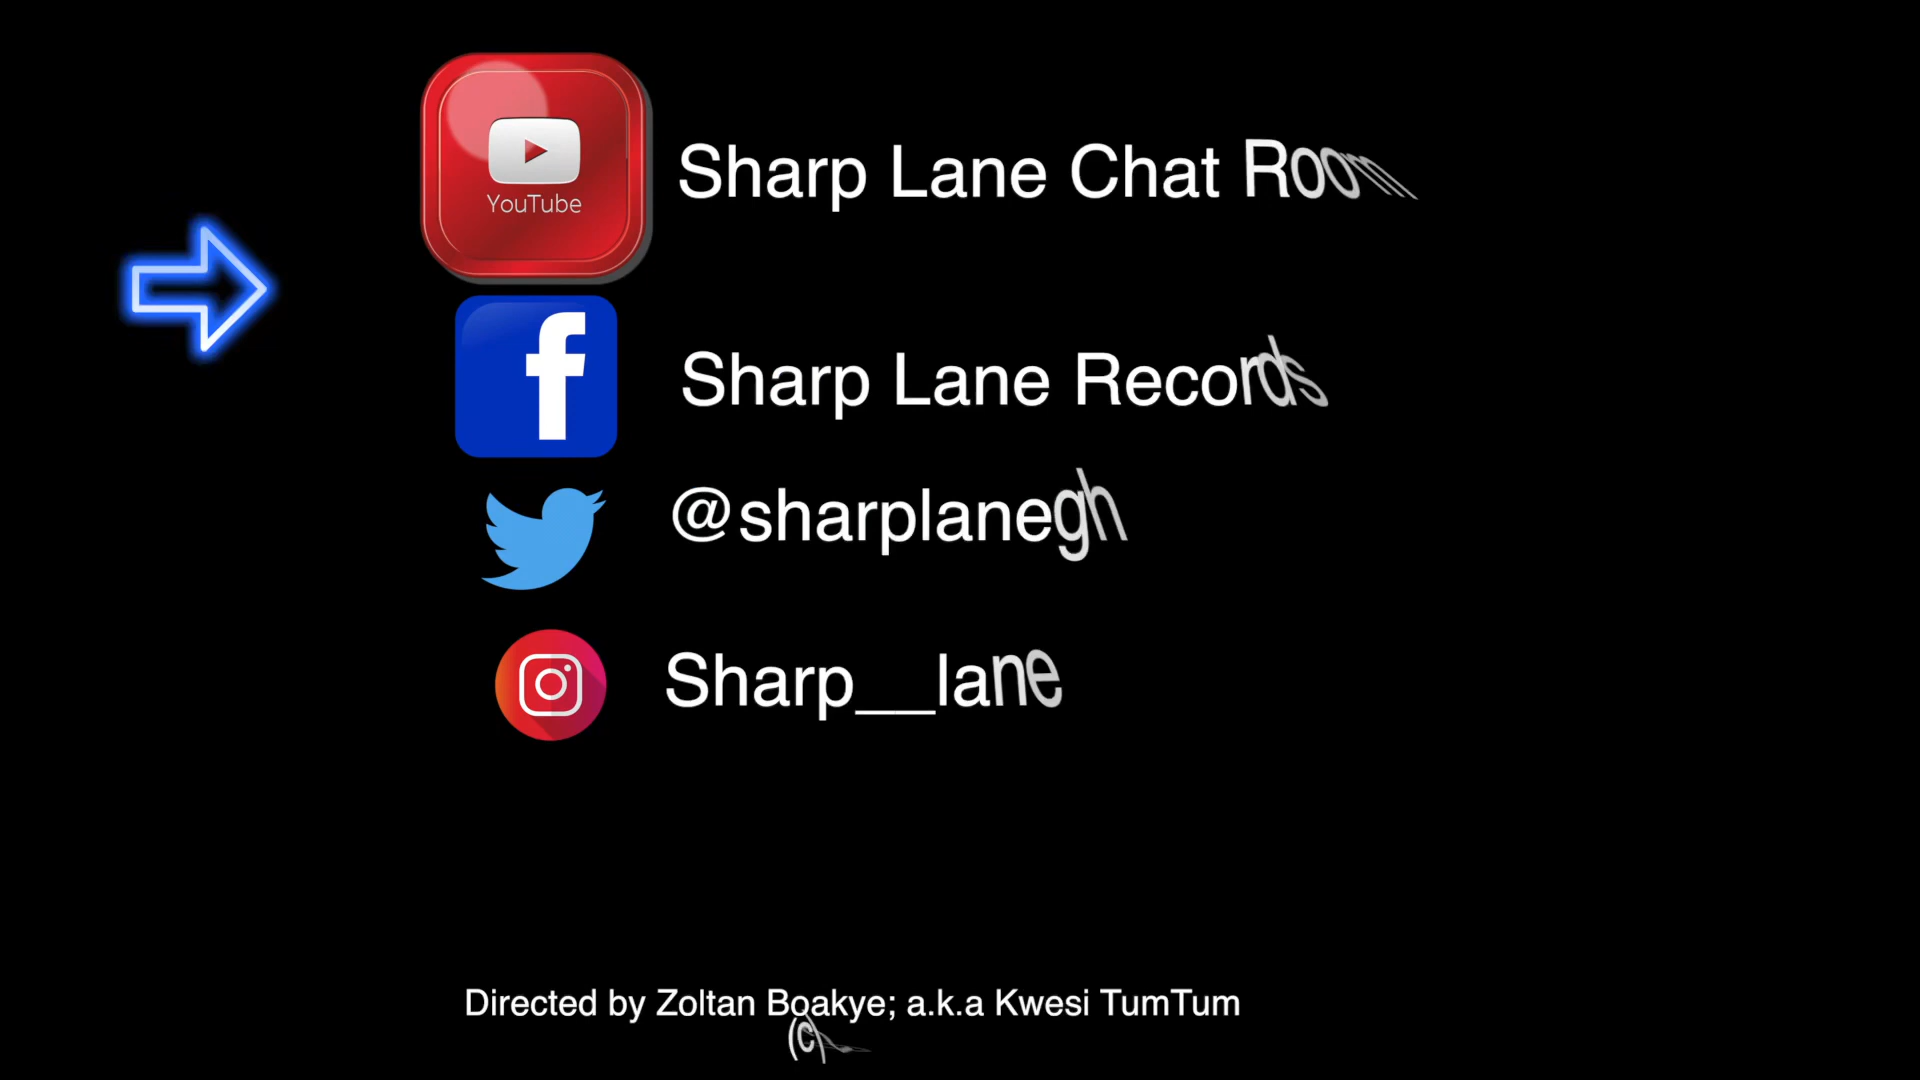 YouTube
Sharp Lane Chat Room
Sharp Lane Records
@sharplanegh
Sharp__lane
Directed by Zoltan Boakye; a.k.a Kwesi TumTum
(c)